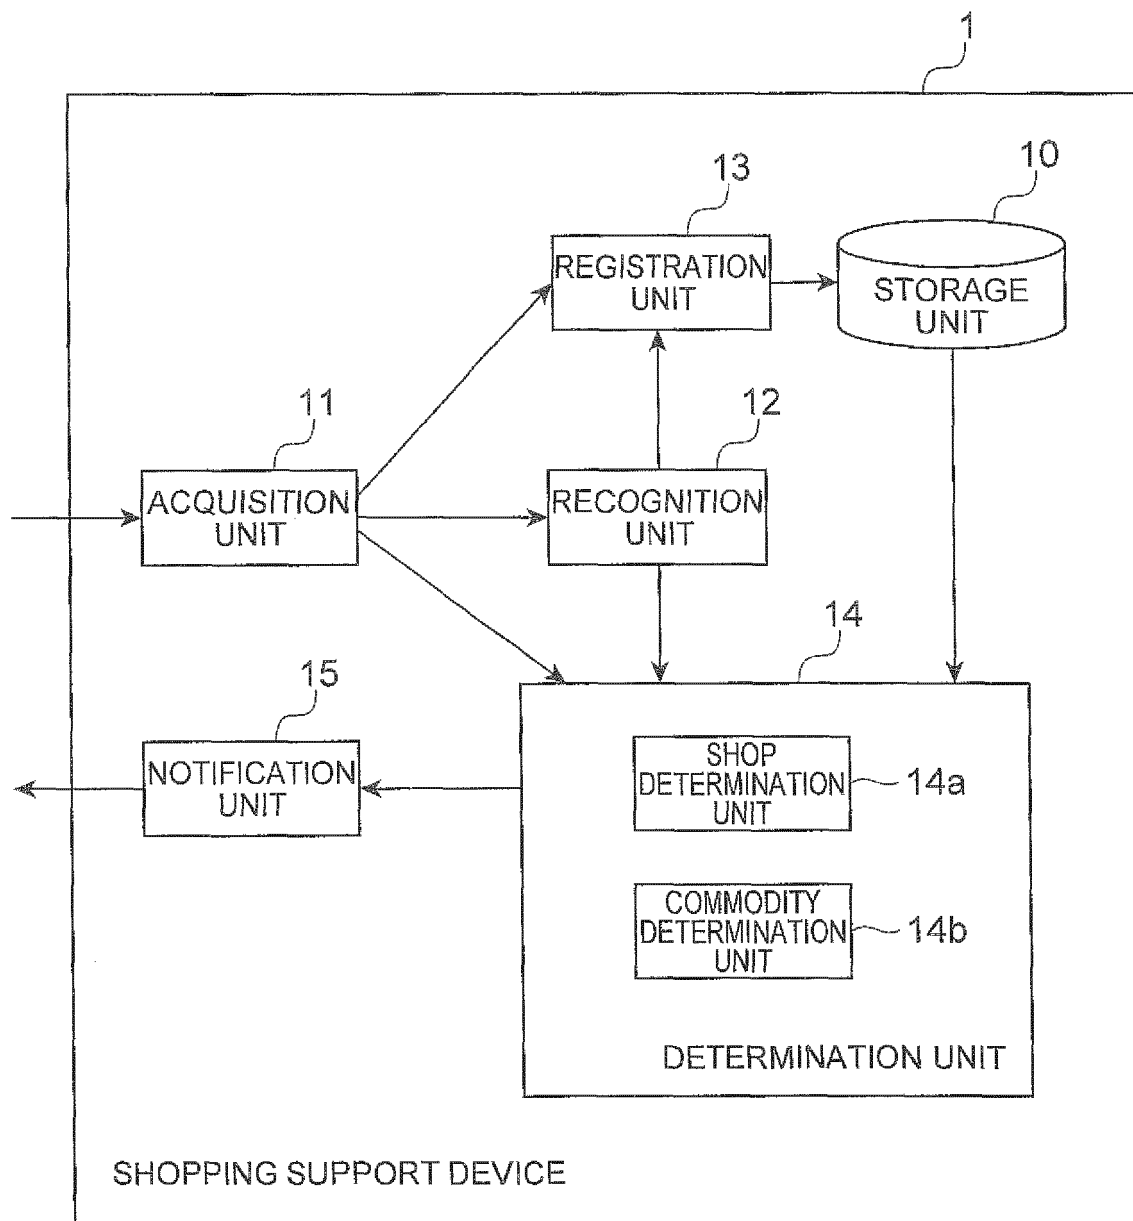 1
13
10
REGISTRATION
UNIT
STORAGE
UNIT
11
12
ACQUISITION
UNIT
RECOGNITION
UNIT
14
15
NOTIFICATION
UNIT
SHOP
DETERMINATION
UNIT
14a
COMMODITY
DETERMINATION
UNIT
14b
DETERMINATION UNIT
SHOPPING SUPPORT DEVICE